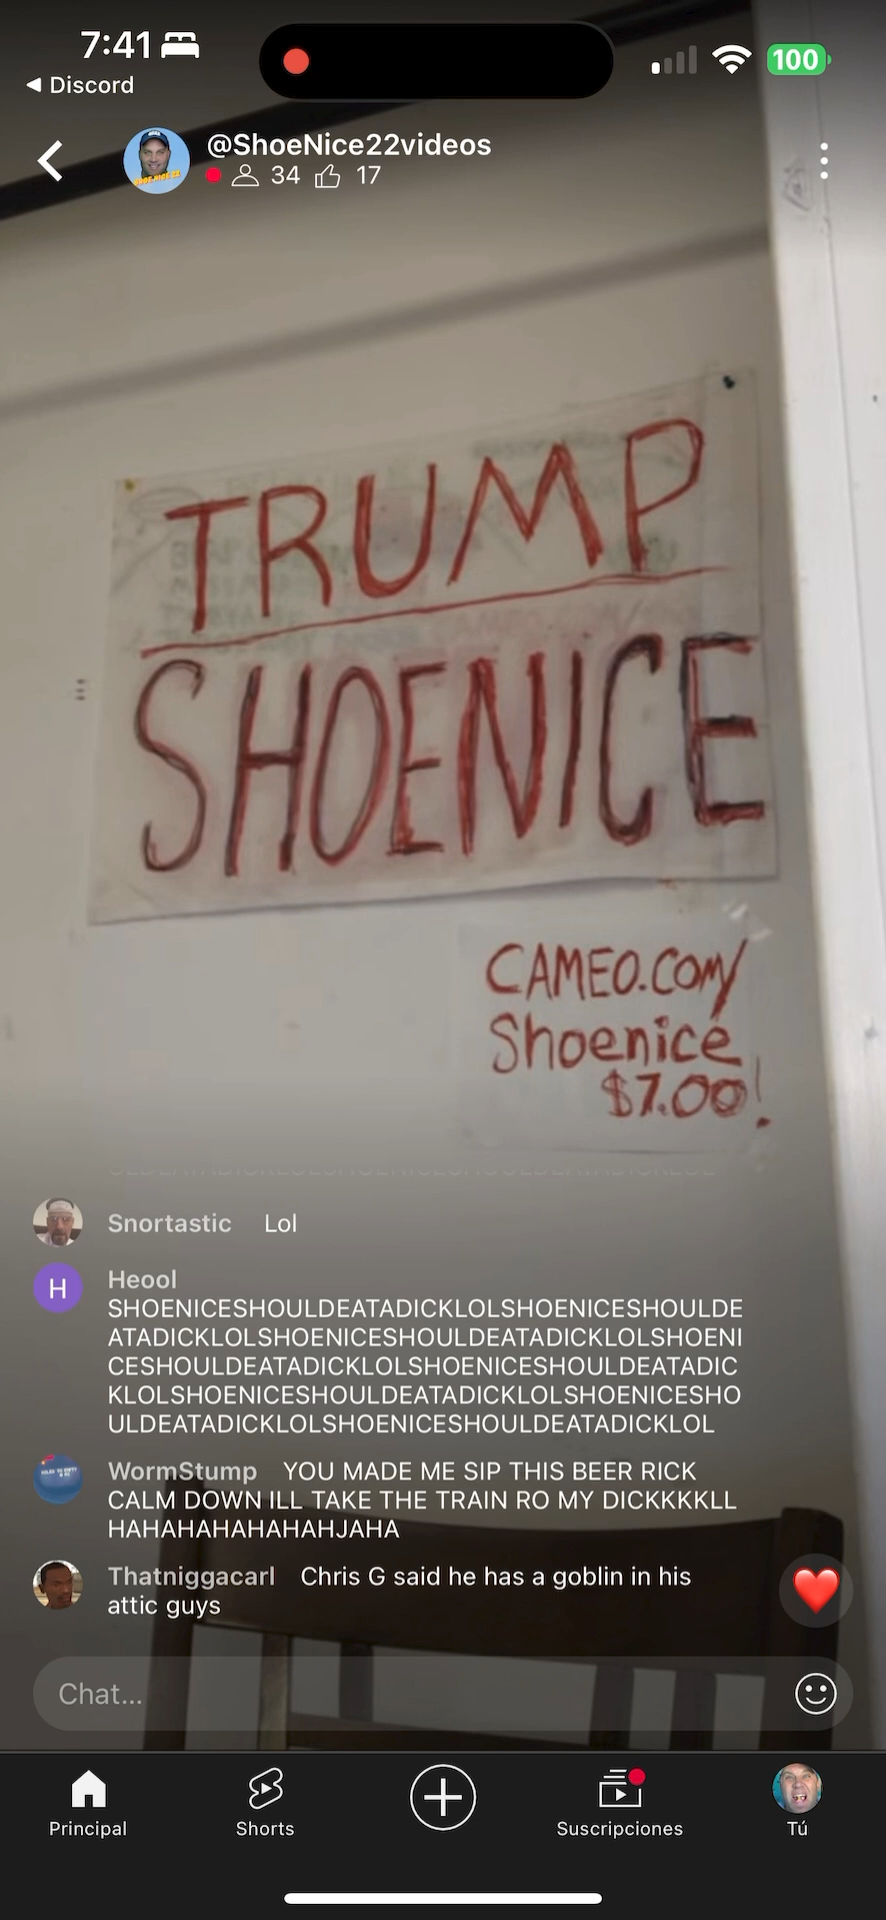 7:41
100
Discord
@ShoeNice22videos
34 17
TRUMP
SHOENICE
CAMEO.COM/
Shoenice
$7.00!
Snortastic Lol
H
Heool
SHOENICESHOULDEATADICKLOLSHOENICESHOULDE
ATADICKLOLSHOENICESHOULDEATADICKLOLSHOENI
CESHOULDEATADICKLOLSHOENICESHOULDEATADIC
KLOLSHOENICESHOULDEATADICKLOLSHOENICESHO
ULDEATADICKLOLSHOENICESHOULDEATADICKLOL
WormStump YOU MADE ME SIP THIS BEER RICK
CALM DOWN ILL TAKE THE TRAIN RO MY DICKKKKLL
HAHAHAHAHAHAHJAHA
Thatniggacarl Chris G said he has a goblin in his
attic guys
Chat...
Principal
Shorts
Suscripciones
Tú